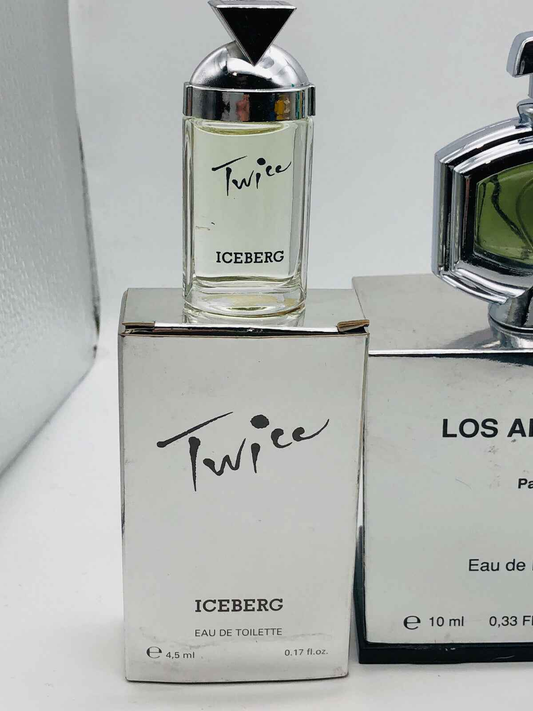 Twice
ICEBERG
Twice
ICEBERG
EAU DE TOILETTE
e 4,5 ml 0.17 fl.oz.
LOS
Eau de
e 10 ml 0,33